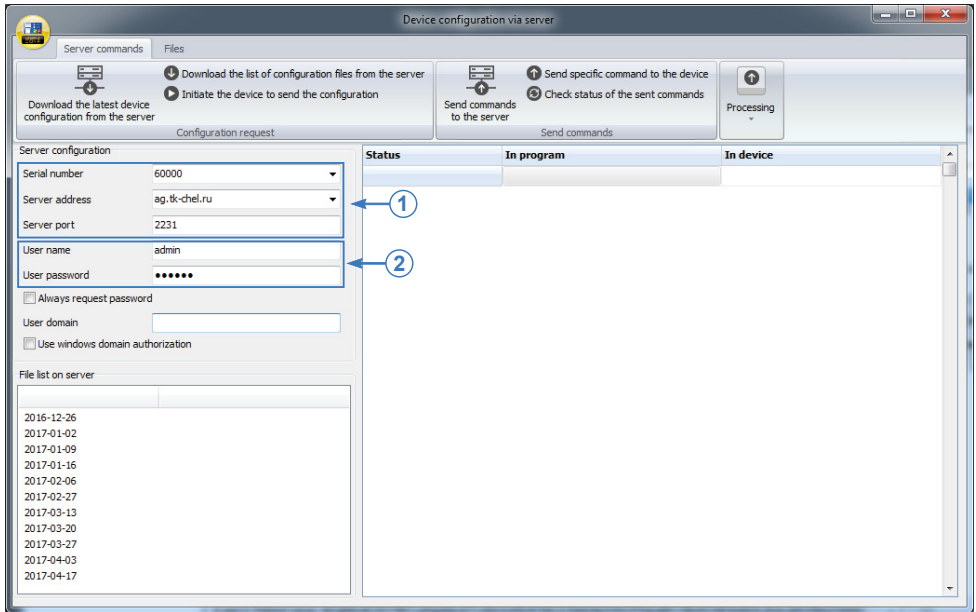 Device configuration via server
Server commands Files
Download the latest device
configuration from the server
Download the list of configuration files from the server
Initiate the device to send the configuration
Configuration request
Send commands
to the server
Send specific command to the device
Check status of the sent commands
Send commands
Processing
Server configuration
Serial number 60000
Server address ag.tk-chel.ru
Server port 2231
1
User name admin
User password ••••••
2
Always request password
User domain
Use windows domain authorization
File list on server
2016-12-26
2017-01-02
2017-01-09
2017-01-16
2017-02-06
2017-02-27
2017-03-13
2017-03-20
2017-03-27
2017-04-03
2017-04-17
Status In program In device